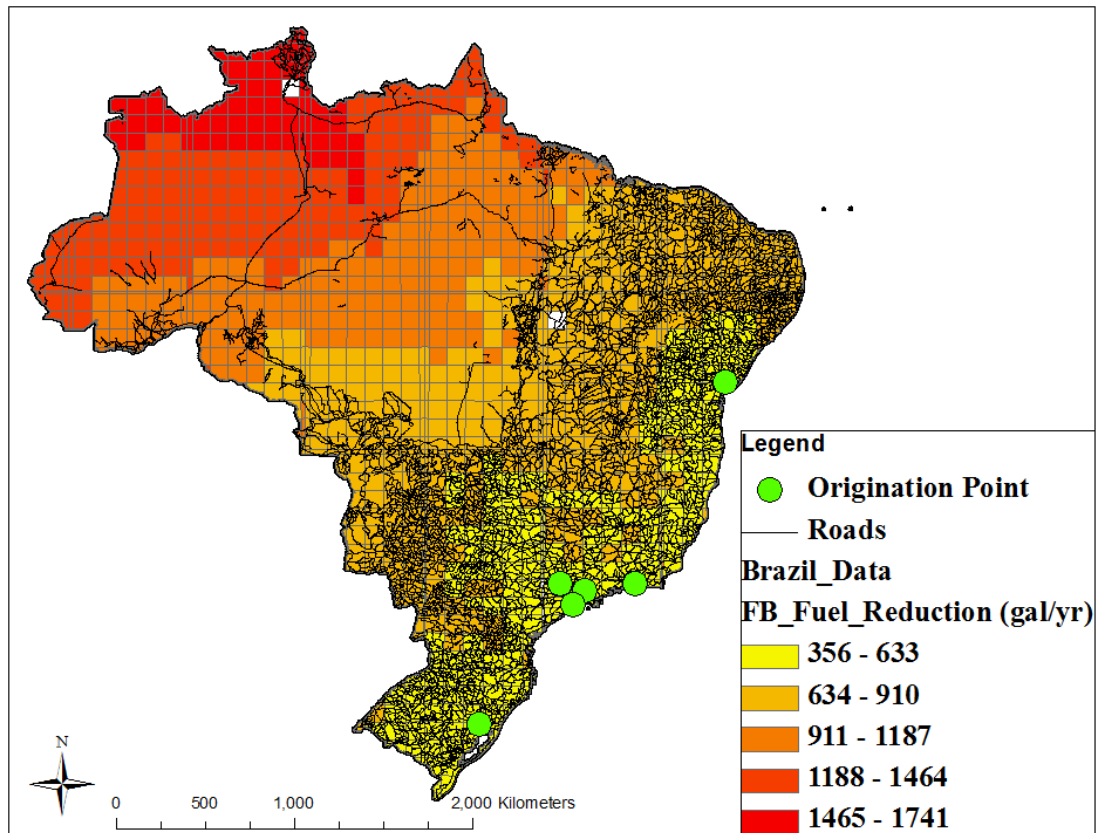 Legend
Origination Point
Roads
Brazil_Data
FB_Fuel_Reduction (gal/yr)
356 - 633
634 - 910
911 - 1187
1188 - 1464
1465 - 1741
N
0 500 1,000 2,000 Kilometers